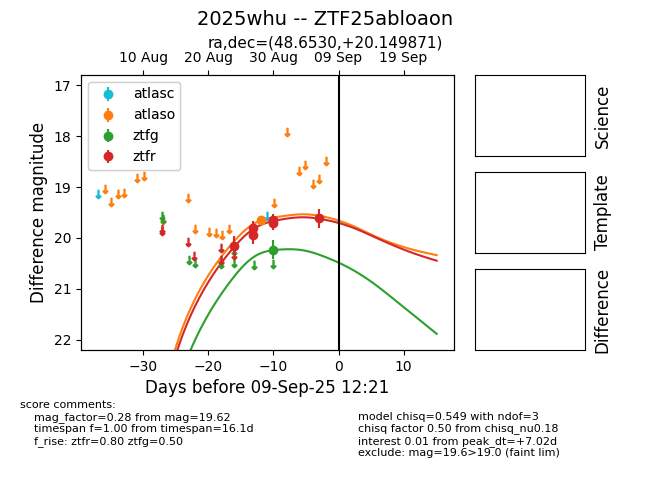 2025whu -- ZTF25abloaon
ra,dec=(48.6530,+20.149871)
10 Aug 20 Aug 30 Aug 09 Sep 19 Sep
atlasc
atlaso
ztfg
ztfr
17
18
19
20
21
22
Difference magnitude
−30 −20 −10 0 10
Days before 09-Sep-25 12:21
Science
Template
Difference
score comments:
mag_factor=0.28 from mag=19.62
timespan f=1.00 from timespan=16.1d
f_rise: ztfr=0.80 ztfg=0.50
model chisq=0.549 with ndof=3
chisq factor 0.50 from chisq_nu0.18
interest 0.01 from peak_dt=+7.02d
exclude: mag=19.6>19.0 (faint lim)